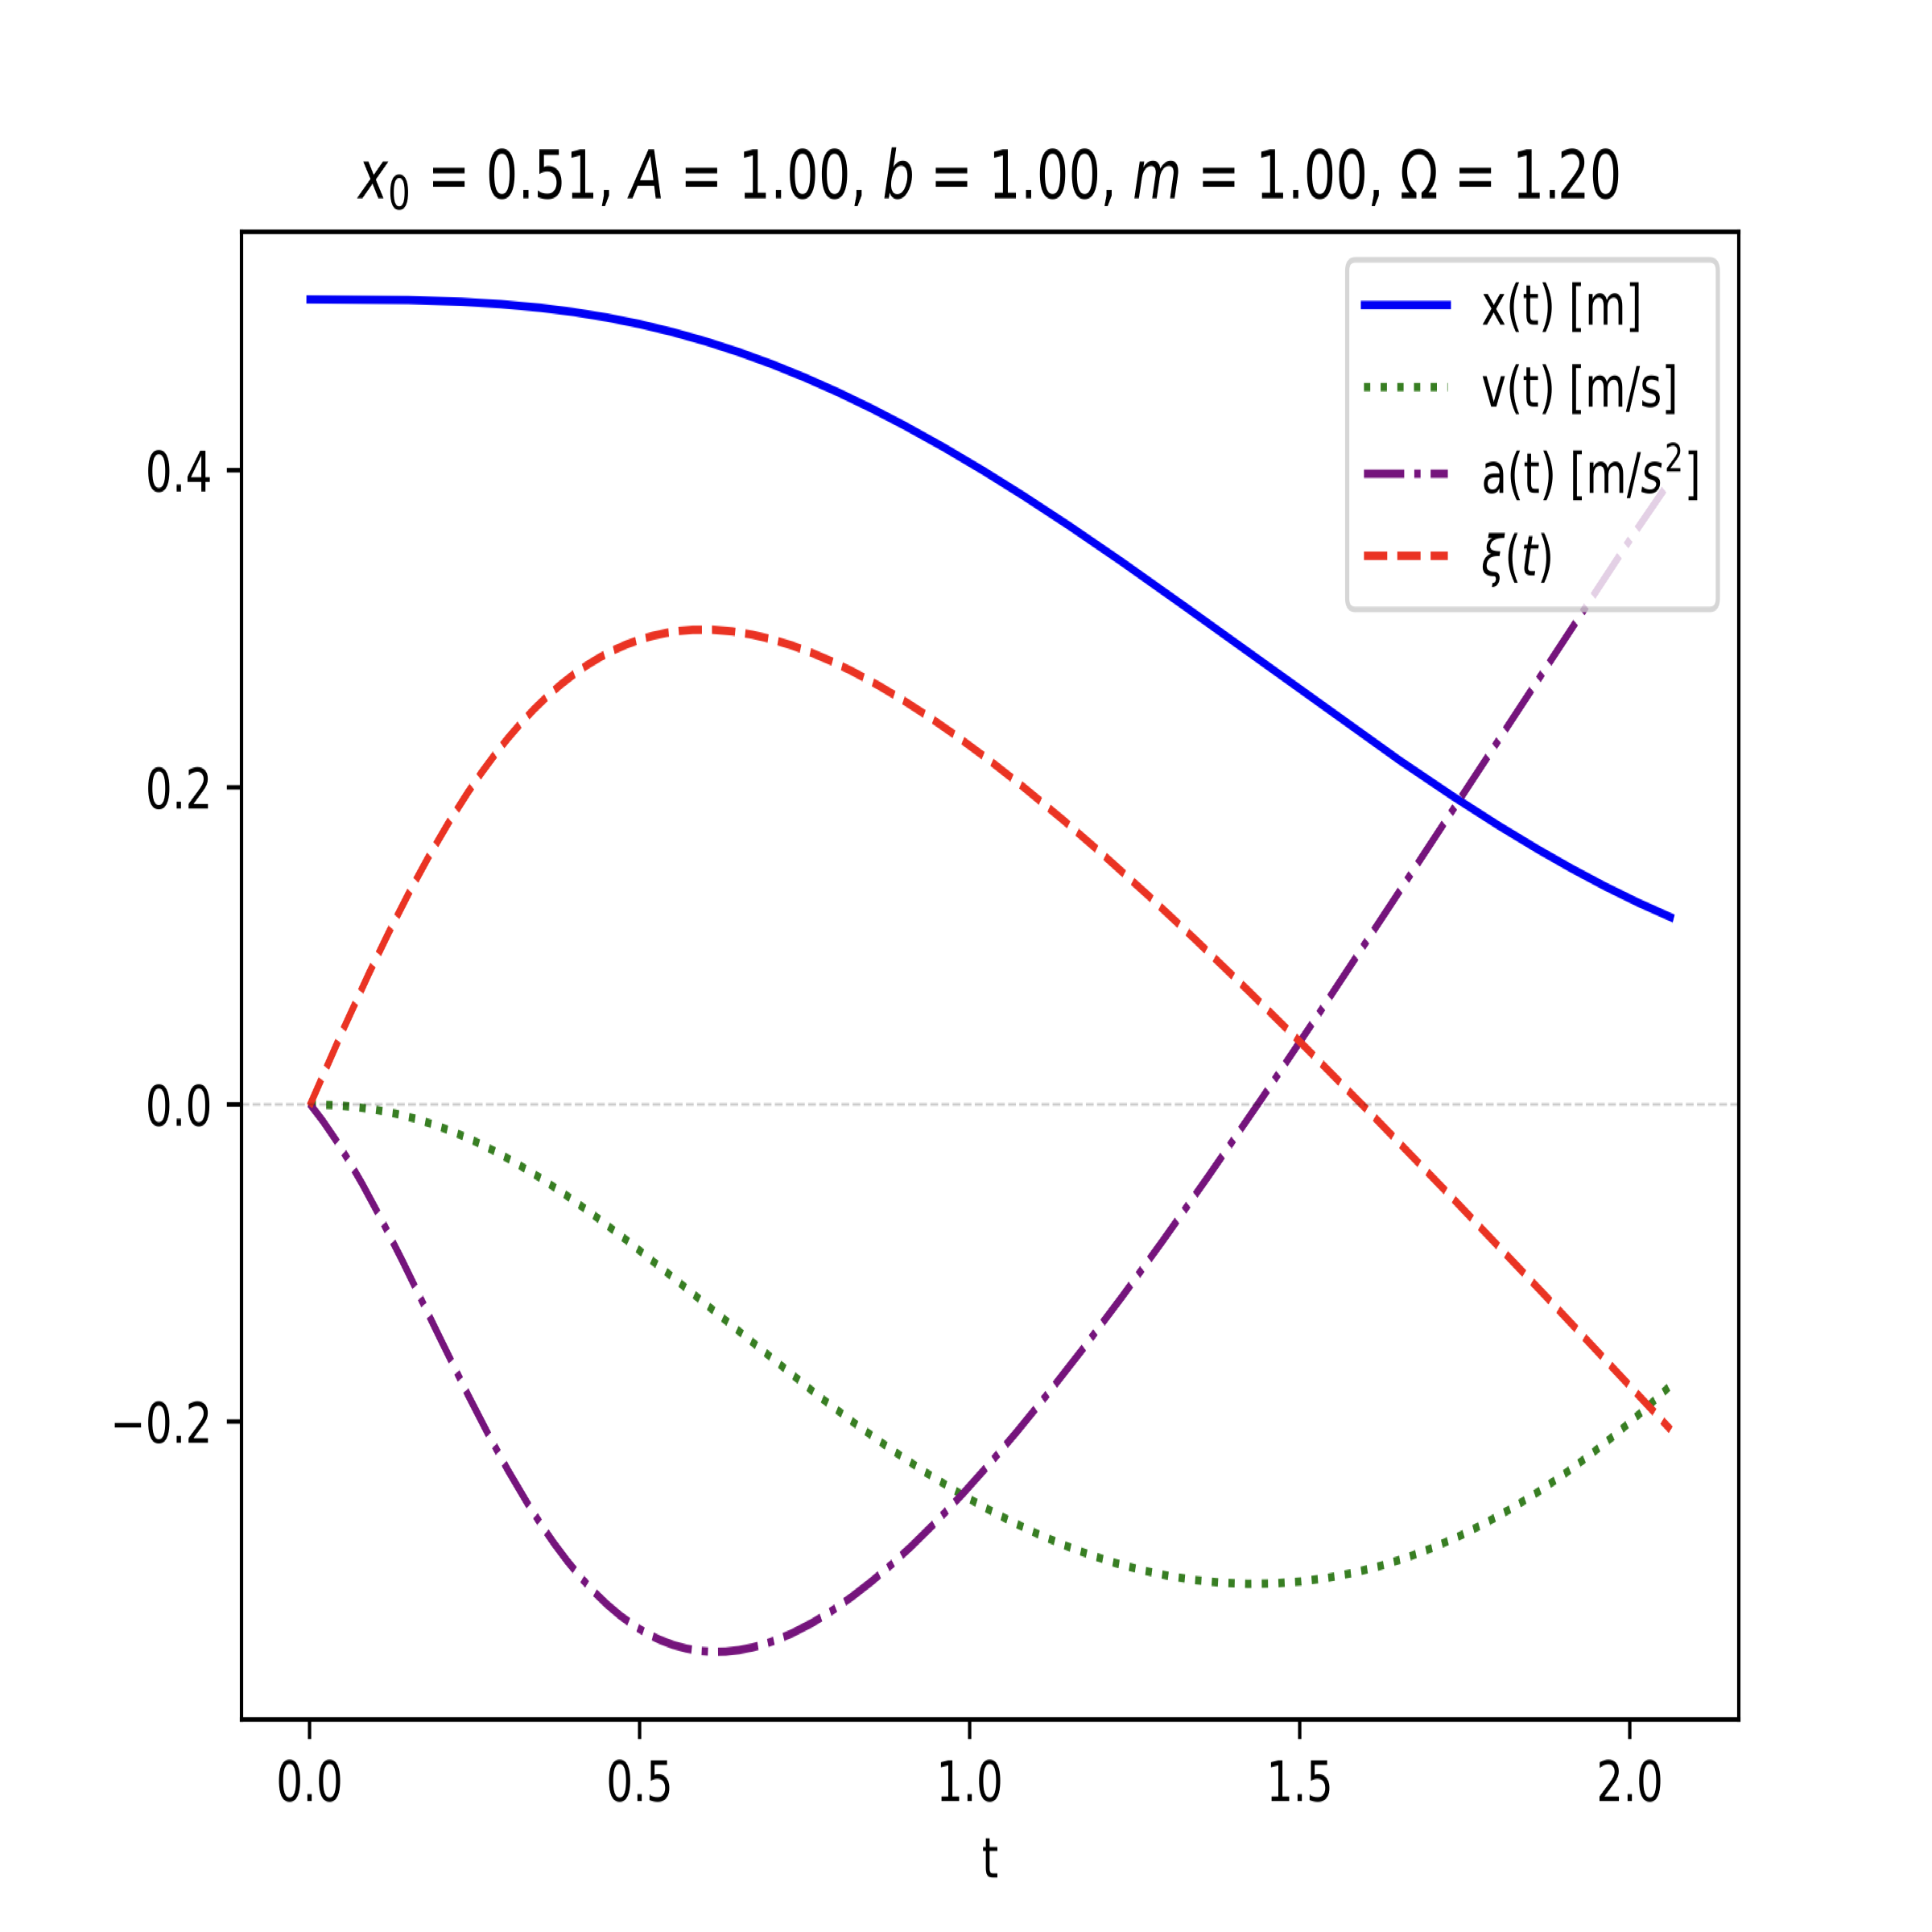 x₀ = 0.51, A = 1.00, b = 1.00, m = 1.00, Ω = 1.20
x(t) [m]
v(t) [m/s]
a(t) [m/s²]
ξ(t)
0.4
0.2
0.0
−0.2
0.0 0.5 1.0 1.5 2.0
t